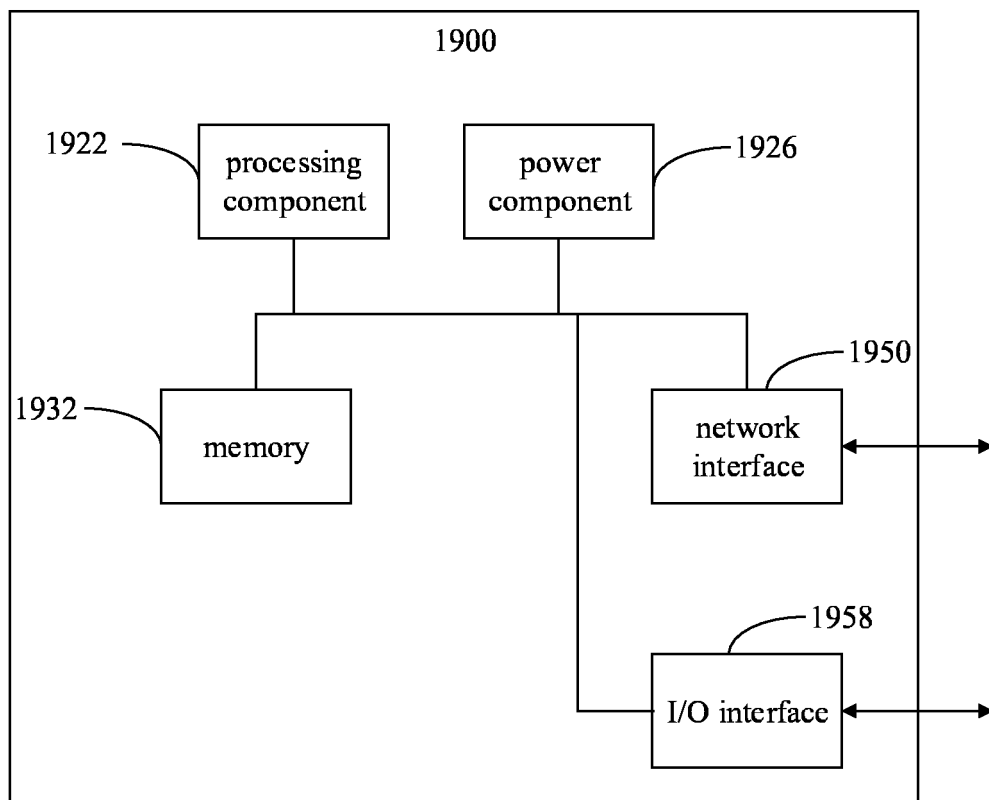 1900
1922
processing
component
power
component
1926
1950
1932
memory
network
interface
1958
I/O interface